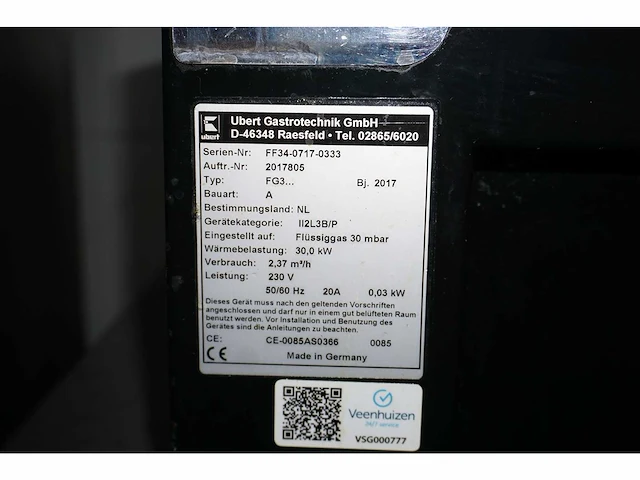 Ubert Gastrotechnik GmbH
D-46348 Raesfeld • Tel. 02865/6020
ubert
Serien-Nr: FF34-0717-0333
Auftr.-Nr: 2017805
Typ: FG3... Bj. 2017
Bauart: A
Bestimmungsland: NL
Gerätekategorie: II2L3B/P
Eingestellt auf: Flüssiggas 30 mbar
Wärmebelastung: 30,0 kW
Verbrauch: 2,37 m³/h
Leistung: 230 V
50/60 Hz 20A 0,03 kW
Dieses Gerät muss nach den geltenden Vorschriften
angeschlossen und darf nur in einem gut belüfteten Raum
benutzt werden. Vor Installation und Benutzung des
Gerätes sind die Anleitungen zu beachten.
CE: CE-0085AS0366 0085
CE Made in Germany
Veenhuizen
24/7 service
VSG000777